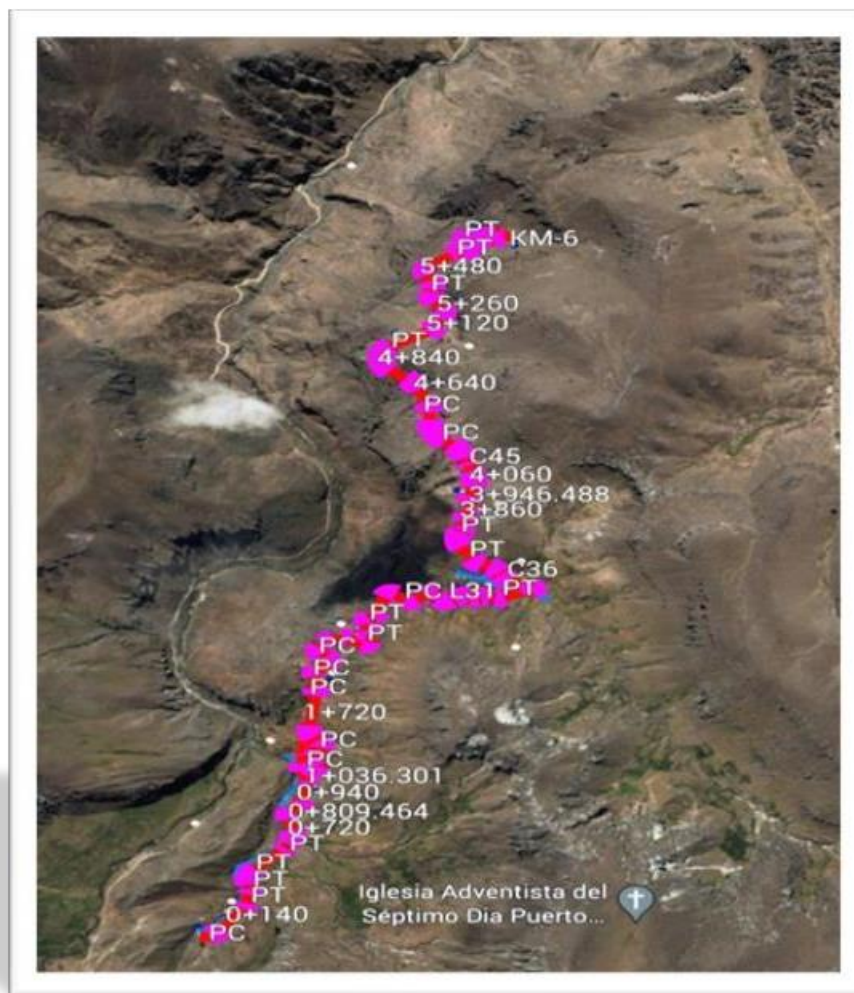 PT
KM-6
PT
5+480
PT
5+260
5+120
PT
4+840
4+640
PC
PC
C45
4+060
3+946.488
3+860
PT
PT
C36
PC L31 PT
PT
PT
PC
PC
PC
1+720
PC
PC
1+036.301
0+940
0+809.464
0+720
PT
PT
PT
PT
0+140
PC
Iglesia Adventista del
Séptimo Dia Puerto...